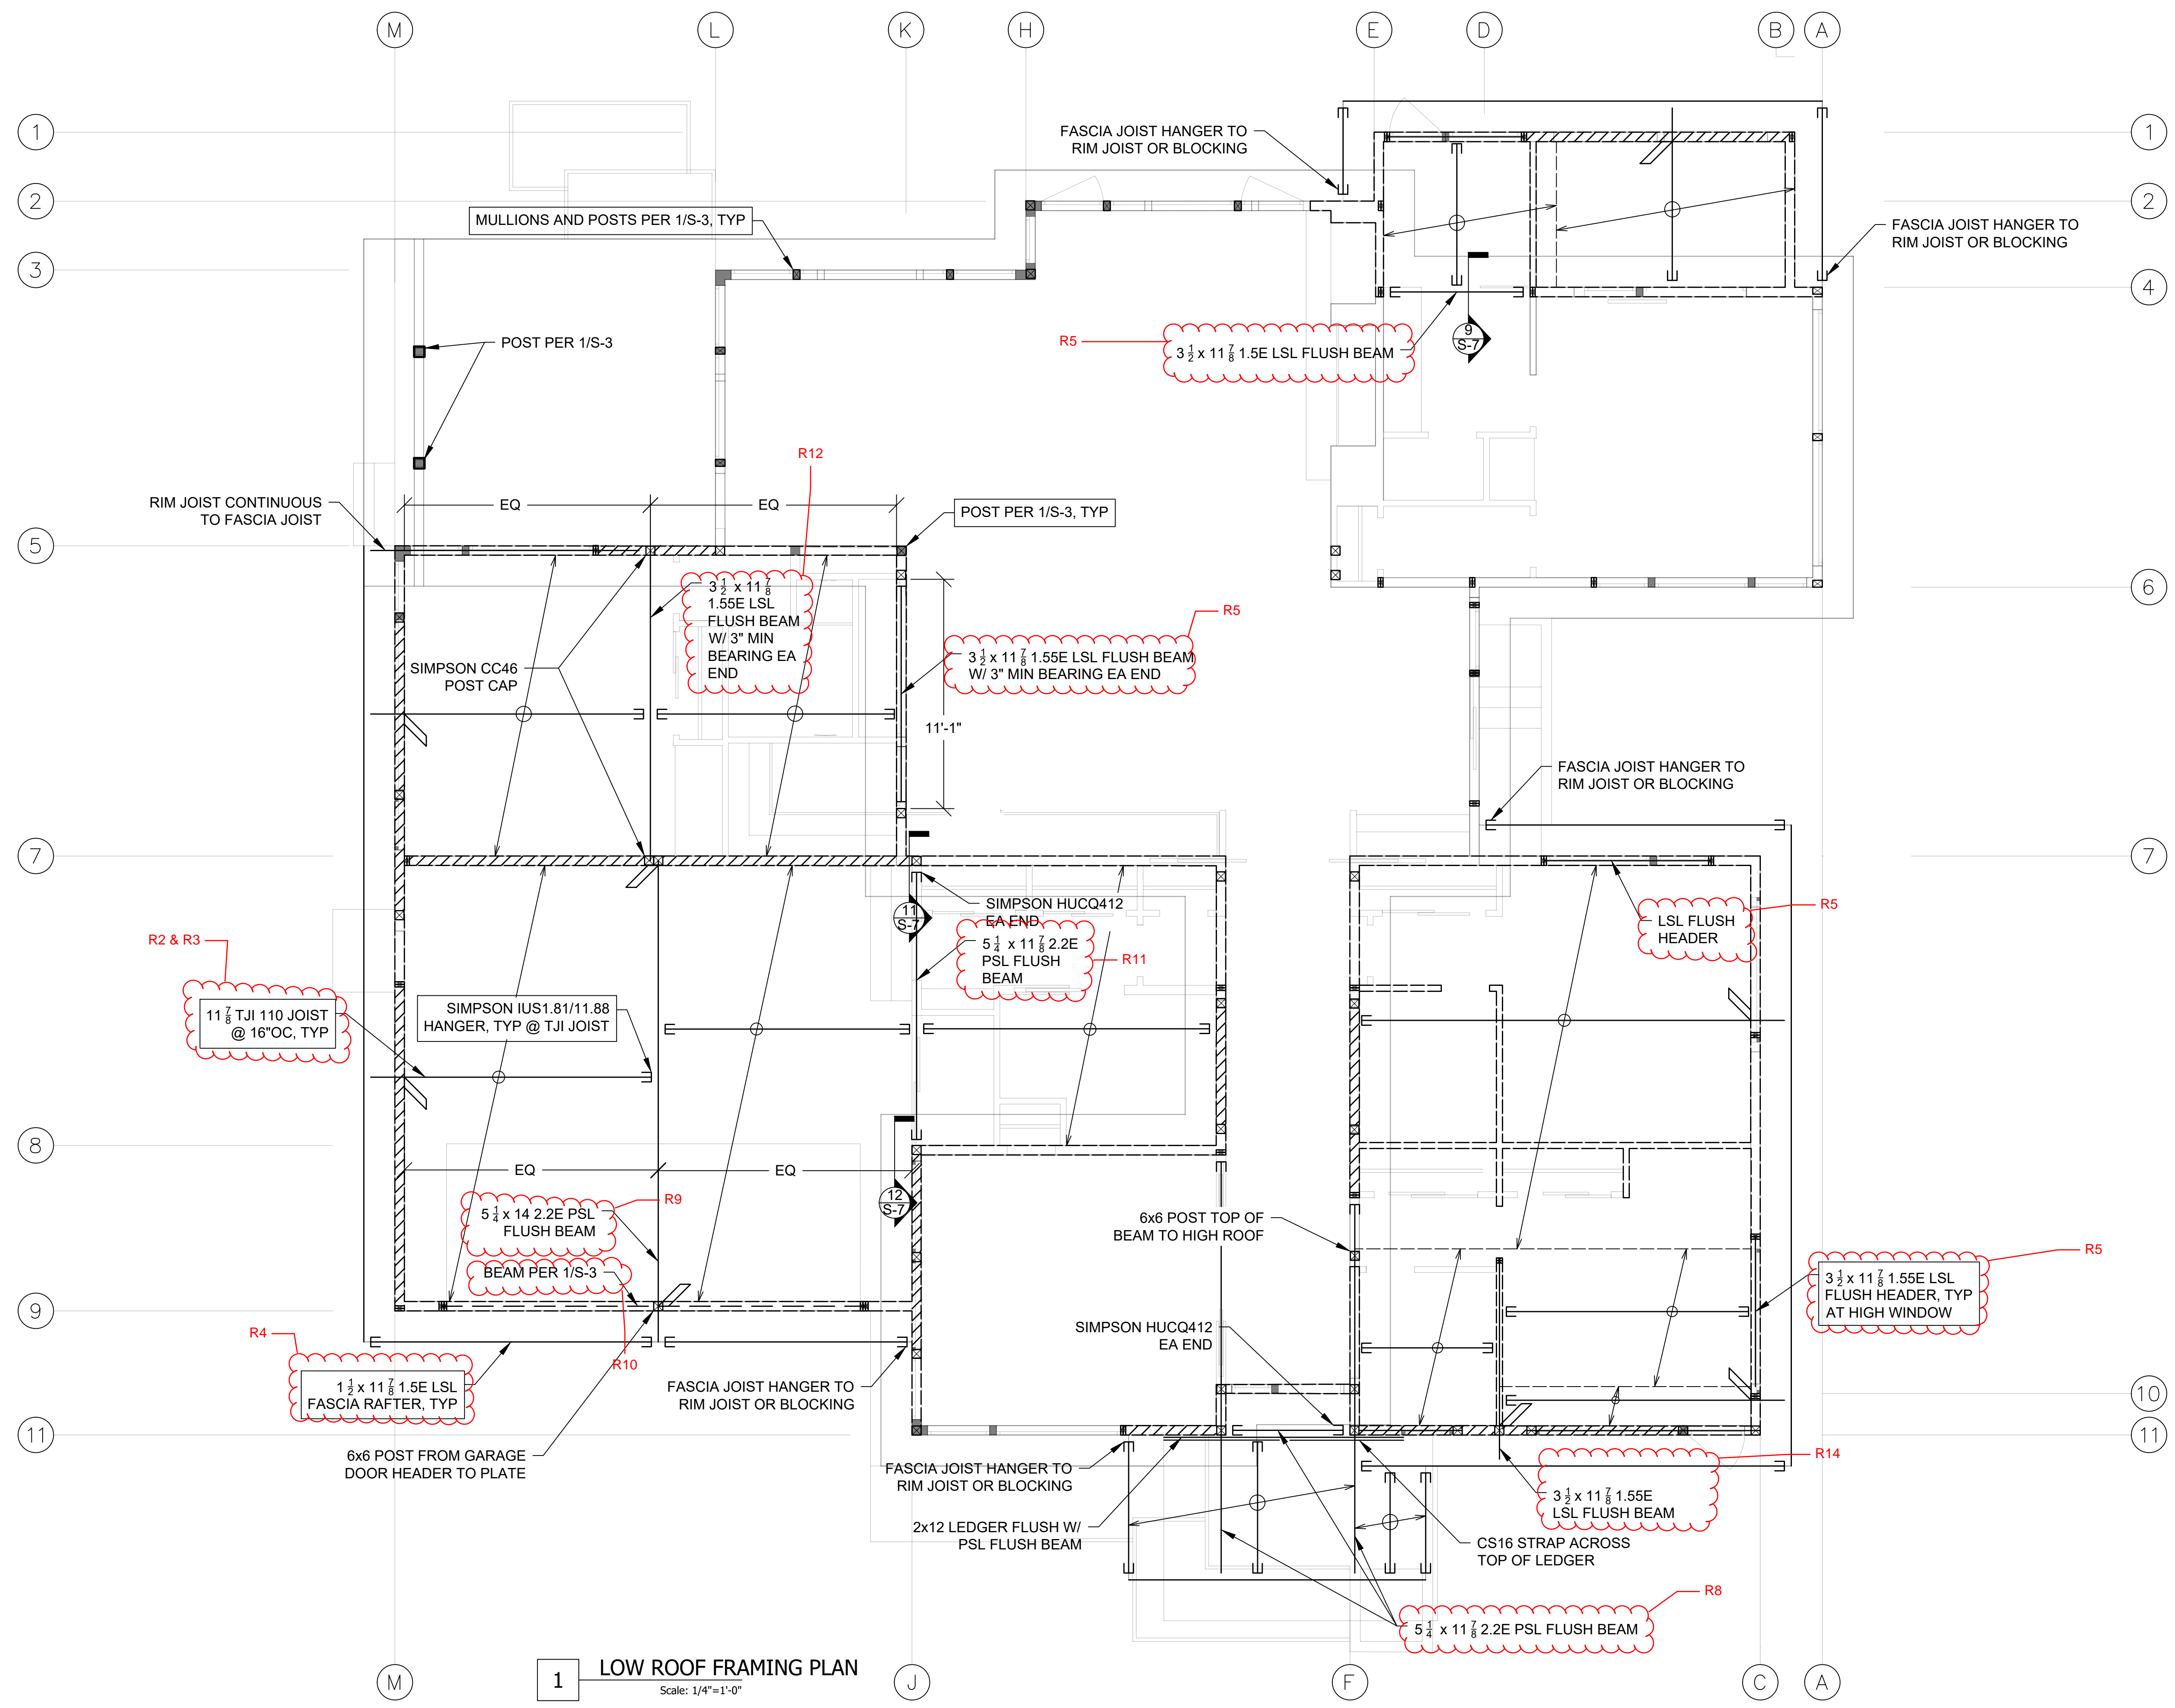 M
L
K
H
E
D
B
A
1
1
FASCIA JOIST HANGER TO
RIM JOIST OR BLOCKING
2
2
MULLIONS AND POSTS PER 1/S-3, TYP
FASCIA JOIST HANGER TO
RIM JOIST OR BLOCKING
3
4
POST PER 1/S-3
R5
3 1/2 x 11 7/8 1.5E LSL FLUSH BEAM
9
S-7
R12
RIM JOIST CONTINUOUS
TO FASCIA JOIST
EQ
EQ
POST PER 1/S-3, TYP
5
6
3 1/2 x 11 7/8
1.55E LSL
FLUSH BEAM
W/ 3" MIN
BEARING EA
END
R5
3 1/2 x 11 7/8 1.55E LSL FLUSH BEAM
W/ 3" MIN BEARING EA END
SIMPSON CC46
POST CAP
11'-1"
FASCIA JOIST HANGER TO
RIM JOIST OR BLOCKING
7
7
SIMPSON HUCQ412
EA END
11
S-7
5 1/4 x 11 7/8 2.2E
PSL FLUSH
BEAM
R11
R5
LSL FLUSH
HEADER
R2 & R3
11 7/8 TJI 110 JOIST
@ 16"OC, TYP
SIMPSON IUS1.81/11.88
HANGER, TYP @ TJI JOIST
8
EQ
EQ
12
S-7
R9
5 1/4 x 14 2.2E PSL
FLUSH BEAM
6x6 POST TOP OF
BEAM TO HIGH ROOF
R5
3 1/2 x 11 7/8 1.55E LSL
FLUSH HEADER, TYP
AT HIGH WINDOW
BEAM PER 1/S-3
9
R4
R10
SIMPSON HUCQ412
EA END
1 1/2 x 11 7/8 1.5E LSL
FASCIA RAFTER, TYP
FASCIA JOIST HANGER TO
RIM JOIST OR BLOCKING
10
11
11
6x6 POST FROM GARAGE
DOOR HEADER TO PLATE
FASCIA JOIST HANGER TO
RIM JOIST OR BLOCKING
R14
3 1/2 x 11 7/8 1.55E
LSL FLUSH BEAM
2x12 LEDGER FLUSH W/
PSL FLUSH BEAM
CS16 STRAP ACROSS
TOP OF LEDGER
R8
5 1/4 x 11 7/8 2.2E PSL FLUSH BEAM
1
LOW ROOF FRAMING PLAN
Scale: 1/4"=1'-0"
M
J
F
C
A